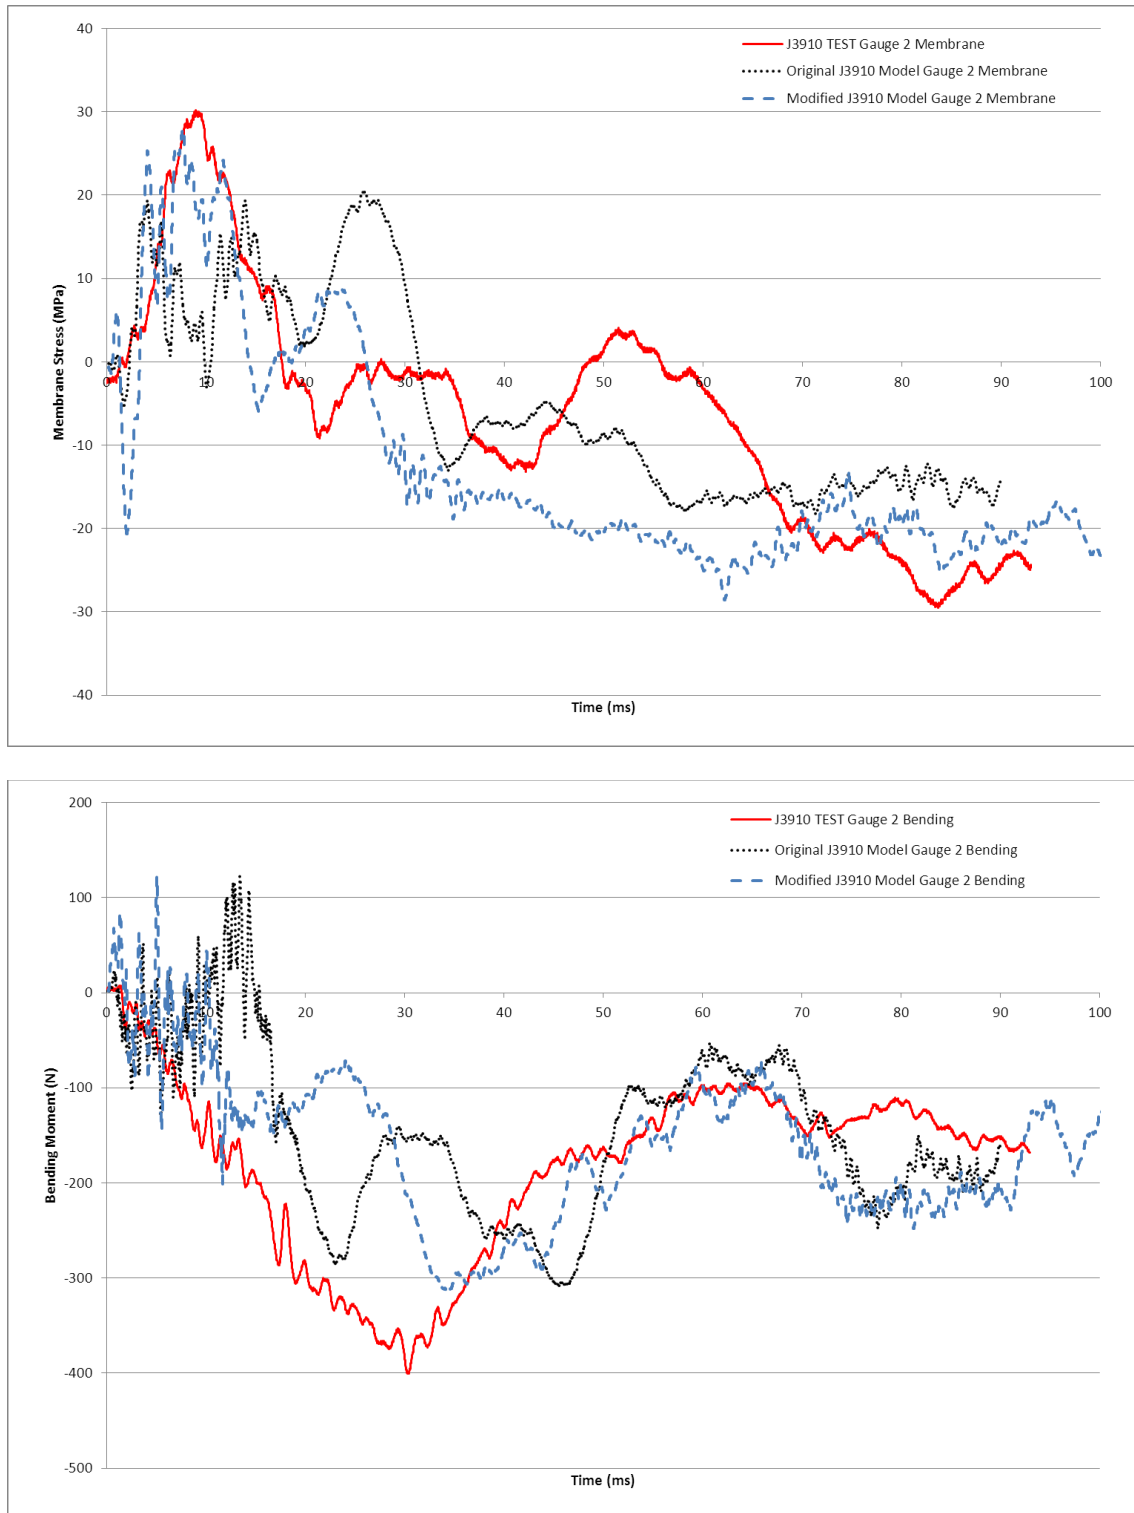 40
30
20
10
0
-10
-20
-30
-40
0 10 20 30 40 50 60 70 80 90 100
Membrane Stress (MPa)
Time (ms)
J3910 TEST Gauge 2 Membrane
Original J3910 Model Gauge 2 Membrane
Modified J3910 Model Gauge 2 Membrane
200
100
0
-100
-200
-300
-400
-500
0 10 20 30 40 50 60 70 80 90 100
Bending Moment (N)
Time (ms)
J3910 TEST Gauge 2 Bending
Original J3910 Model Gauge 2 Bending
Modified J3910 Model Gauge 2 Bending